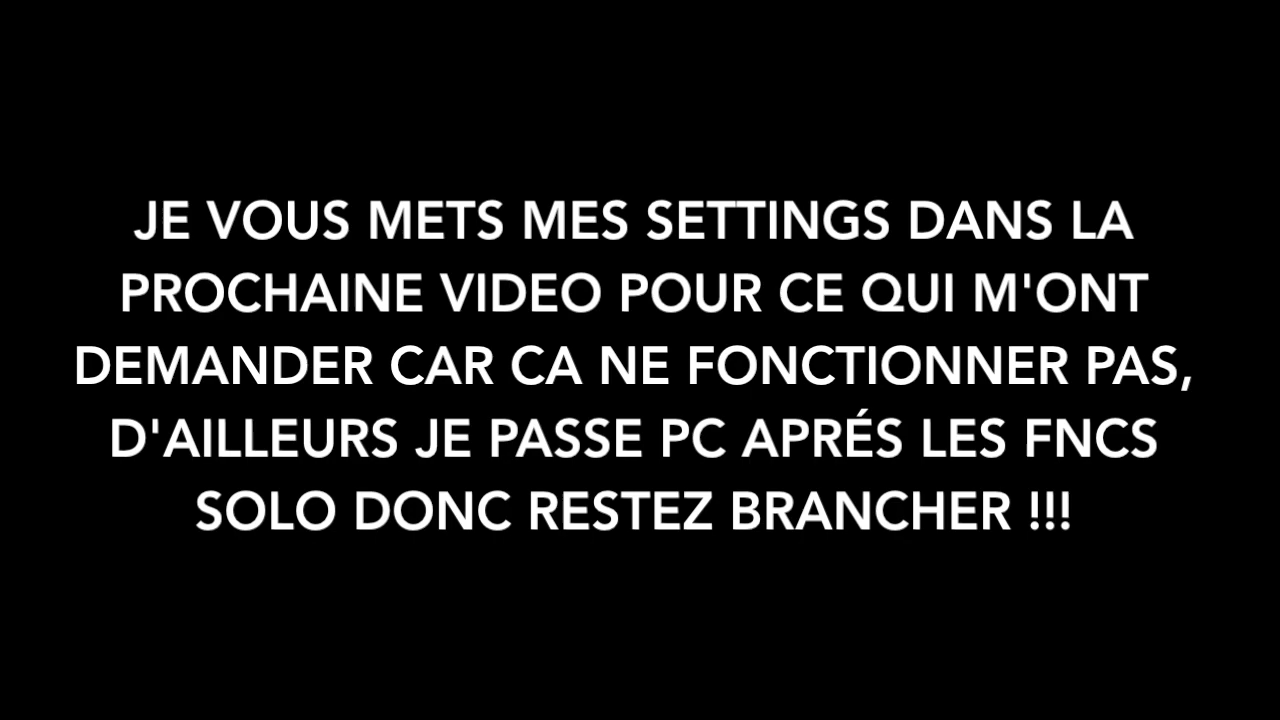 JE VOUS METS MES SETTINGS DANS LA
PROCHAINE VIDEO POUR CE QUI M'ONT
DEMANDER CAR CA NE FONCTIONNER PAS,
D'AILLEURS JE PASSE PC APRÉS LES FNCS
SOLO DONC RESTEZ BRANCHER !!!